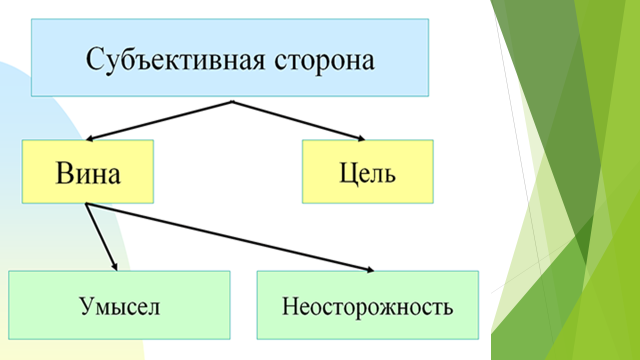 Субъективная сторона
Вина
Цель
Умысел
Неосторожность